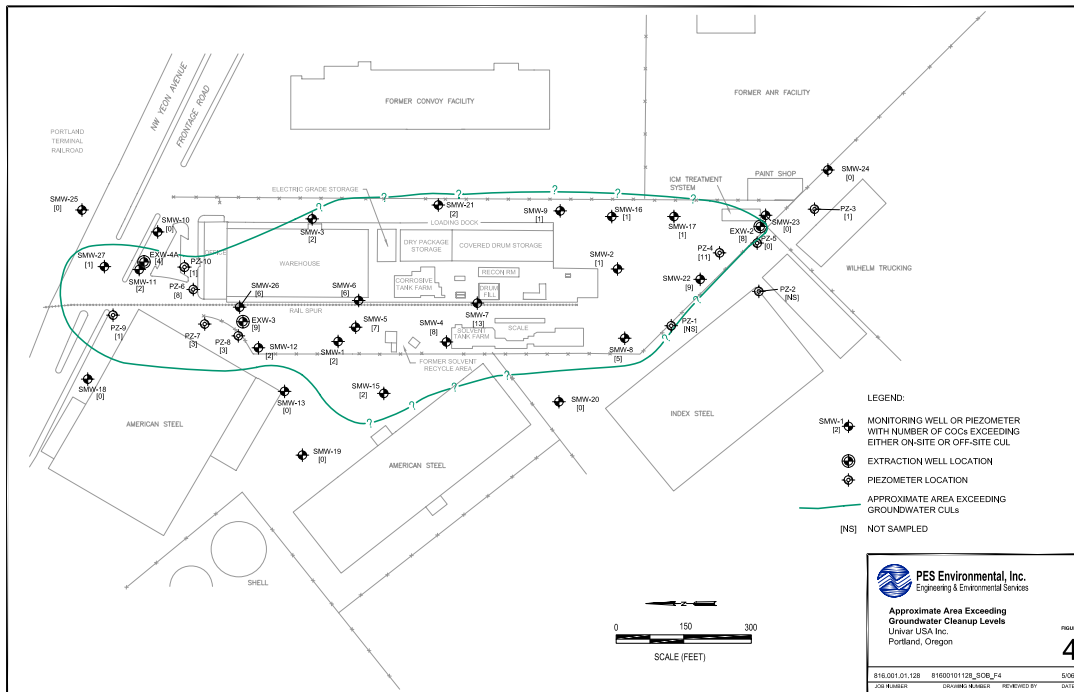 NW YEON AVENUE
FRONTAGE ROAD
PORTLAND
TERMINAL
RAILROAD
FORMER CONVOY FACILITY
FORMER ANR FACILITY
PAINT SHOP
ICM TREATMENT
SYSTEM
ELECTRIC GRADE STORAGE
LOADING DOCK
OFFICE
WAREHOUSE
DRY PACKAGE
STORAGE
COVERED DRUM STORAGE
CORROSIVE
TANK FARM
RECON RM
DRUM
FILL
RAIL SPUR
SOLVENT
TANK FARM
SCALE
FORMER SOLVENT
RECYCLE AREA
WILHELM TRUCKING
AMERICAN STEEL
AMERICAN STEEL
INDEX STEEL
SHELL
SMW-25
[0]
SMW-10
[0]
SMW-27
[1]
EXW-4A
[4]
SMW-11
[2]
PZ-10
[1]
PZ-6
[8]
PZ-9
[1]
PZ-7
[3]
PZ-8
[3]
SMW-26
[6]
EXW-3
[9]
SMW-12
[2]
SMW-18
[0]
SMW-13
[0]
SMW-19
[0]
SMW-3
[2]
SMW-21
[2]
SMW-9
[1]
SMW-16
[1]
SMW-17
[1]
SMW-2
[1]
SMW-6
[6]
SMW-5
[7]
SMW-1
[2]
SMW-4
[8]
SMW-7
[13]
SMW-15
[2]
SMW-20
[0]
SMW-8
[5]
SMW-22
[9]
PZ-4
[11]
EXW-2
[8]
SMW-23
[0]
PZ-5
[0]
PZ-3
[1]
SMW-24
[0]
PZ-2
[NS]
PZ-1
[NS]
? ? ? ? ? ? ? ? ? ? ?
LEGEND:
SMW-1
[2]
MONITORING WELL OR PIEZOMETER
WITH NUMBER OF COCs EXCEEDING
EITHER ON-SITE OR OFF-SITE CUL
EXTRACTION WELL LOCATION
PIEZOMETER LOCATION
APPROXIMATE AREA EXCEEDING
GROUNDWATER CULs
[NS] NOT SAMPLED
Z
0 150 300
SCALE (FEET)
PES Environmental, Inc.
Engineering & Environmental Services
Approximate Area Exceeding
Groundwater Cleanup Levels
Univar USA Inc.
Portland, Oregon
4
816.001.01.128 81600101128_SOB_F4 5/06
JOB NUMBER DRAWING NUMBER REVIEWED BY DATE